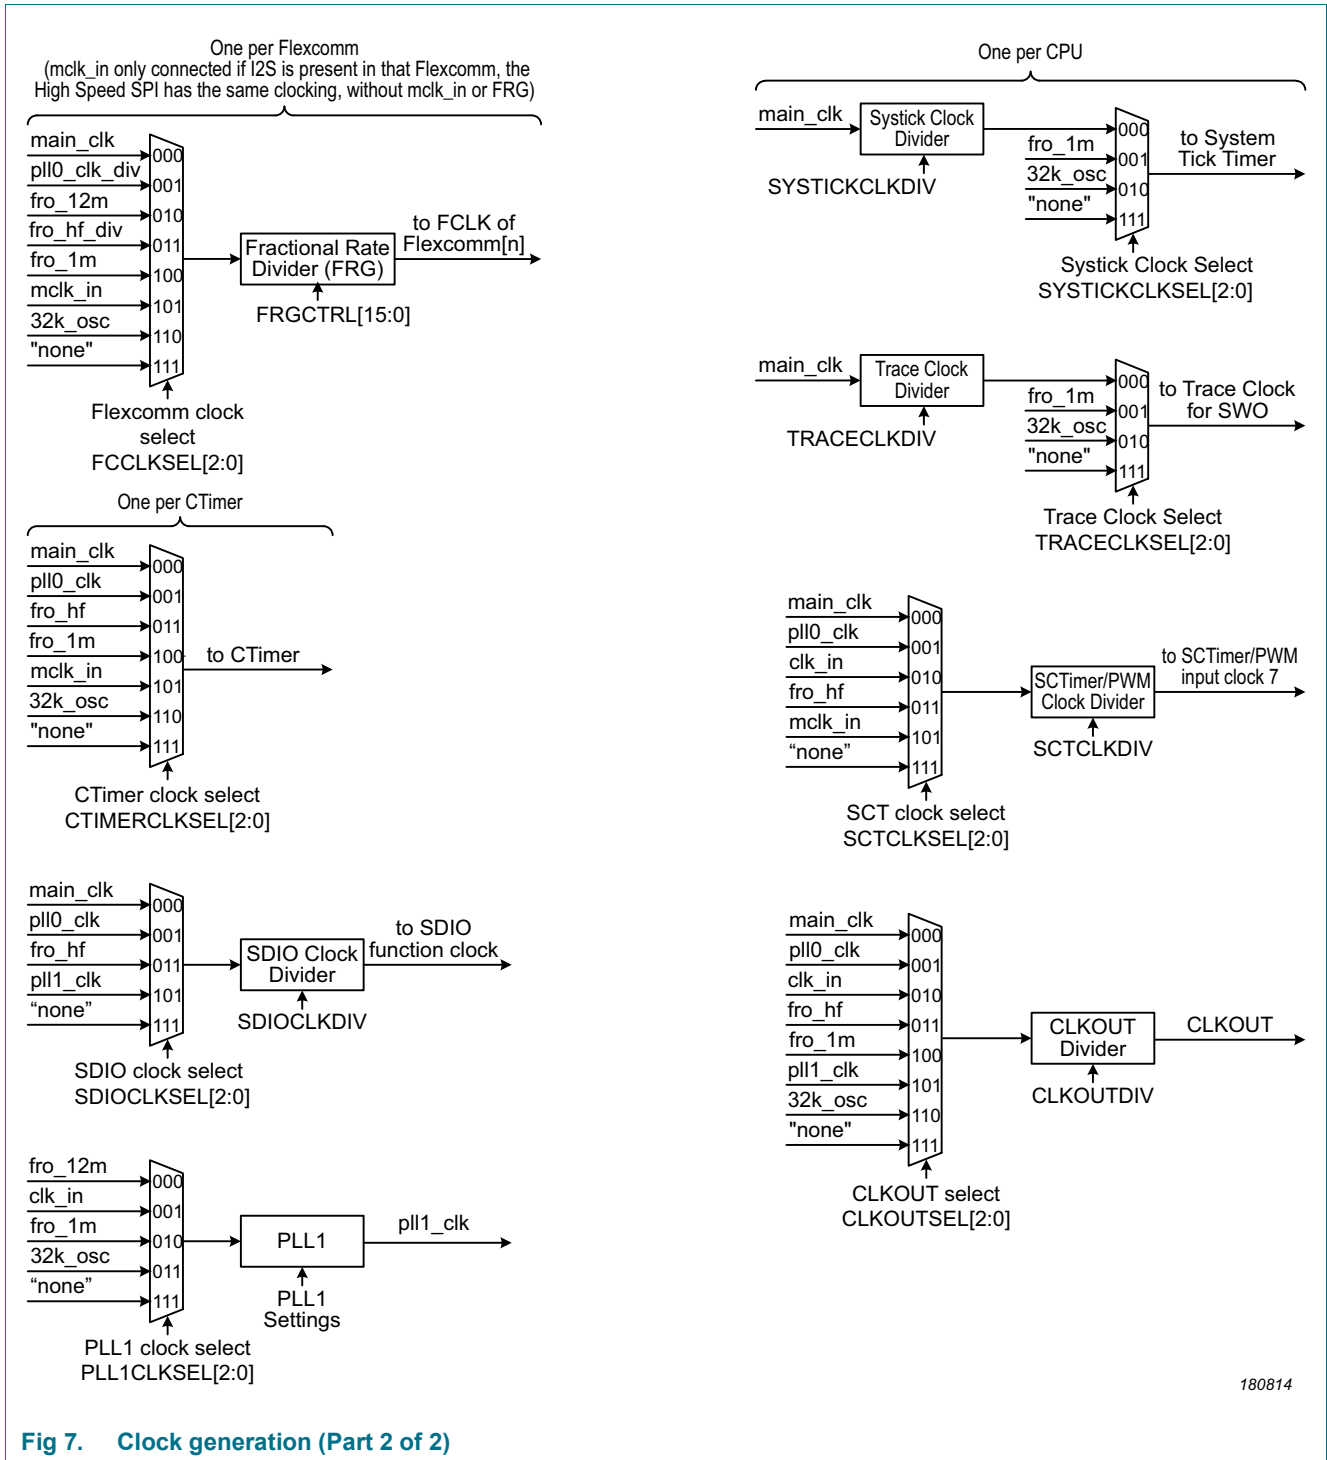 One per Flexcomm
(mclk_in only connected if I2S is present in that Flexcomm, the
High Speed SPI has the same clocking, without mclk_in or FRG)
main_clk
000
pll0_clk_div
001
fro_12m
010
fro_hf_div
011
fro_1m
100
mclk_in
101
32k_osc
110
"none"
111
Fractional Rate
Divider (FRG)
FRGCTRL[15:0]
to FCLK of
Flexcomm[n]
Flexcomm clock
select
FCCLKSEL[2:0]
One per CTimer
main_clk
000
pll0_clk
001
fro_hf
011
fro_1m
100
mclk_in
101
32k_osc
110
"none"
111
to CTimer
CTimer clock select
CTIMERCLKSEL[2:0]
main_clk
000
pll0_clk
001
fro_hf
011
pll1_clk
101
“none”
111
SDIO Clock
Divider
SDIOCLKDIV
to SDIO
function clock
SDIO clock select
SDIOCLKSEL[2:0]
fro_12m
000
clk_in
001
fro_1m
010
32k_osc
011
“none”
111
PLL1
PLL1
Settings
pll1_clk
PLL1 clock select
PLL1CLKSEL[2:0]
One per CPU
main_clk
Systick Clock
Divider
SYSTICKCLKDIV
000
fro_1m
001
32k_osc
010
"none"
111
to System
Tick Timer
Systick Clock Select
SYSTICKCLKSEL[2:0]
main_clk
Trace Clock
Divider
TRACECLKDIV
000
fro_1m
001
32k_osc
010
"none"
111
to Trace Clock
for SWO
Trace Clock Select
TRACECLKSEL[2:0]
main_clk
000
pll0_clk
001
clk_in
010
fro_hf
011
mclk_in
101
“none”
111
SCTimer/PWM
Clock Divider
SCTCLKDIV
to SCTimer/PWM
input clock 7
SCT clock select
SCTCLKSEL[2:0]
main_clk
000
pll0_clk
001
clk_in
010
fro_hf
011
fro_1m
100
pll1_clk
101
32k_osc
110
"none"
111
CLKOUT
Divider
CLKOUTDIV
CLKOUT
CLKOUT select
CLKOUTSEL[2:0]
180814
Fig 7. Clock generation (Part 2 of 2)